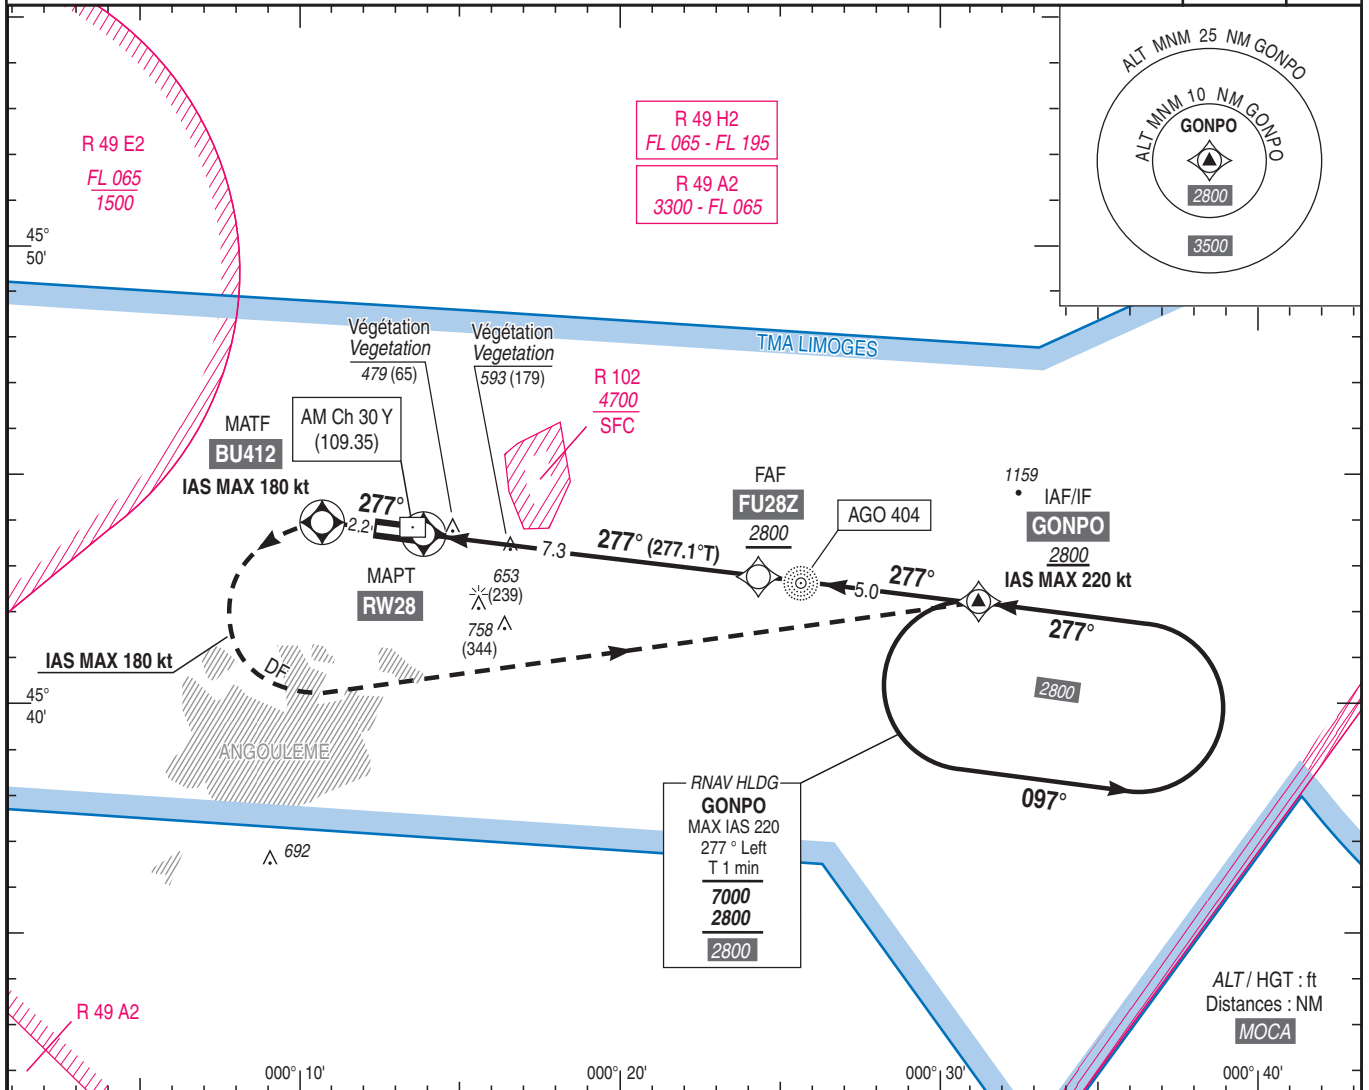 ALT MNM 25 NM GONPO
ALT MNM 10 NM GONPO
GONPO
2800
3500
R 49 E2
FL 065
1500
R 49 H2
FL 065 - FL 195
R 49 A2
3300 - FL 065
45°
50'
TMA LIMOGES
Végétation
Vegetation
479 (65)
Végétation
Vegetation
593 (179)
R 102
4700
SFC
MATF
BU412
IAS MAX 180 kt
AM Ch 30 Y
(109.35)
277°
2.2
7.3
277° (277.1°T)
FAF
FU28Z
2800
AGO 404
5.0
277°
1159
IAF/IF
GONPO
2800
IAS MAX 220 kt
277°
MAPT
RW28
653
(239)
758
(344)
IAS MAX 180 kt
DF
2800
45°
40'
ANGOULEME
097°
RNAV HLDG
GONPO
MAX IAS 220
277 ° Left
T 1 min
7000
2800
2800
692
R 49 A2
ALT / HGT : ft
Distances : NM
MOCA
000° 10'
000° 20'
000° 30'
000° 40'